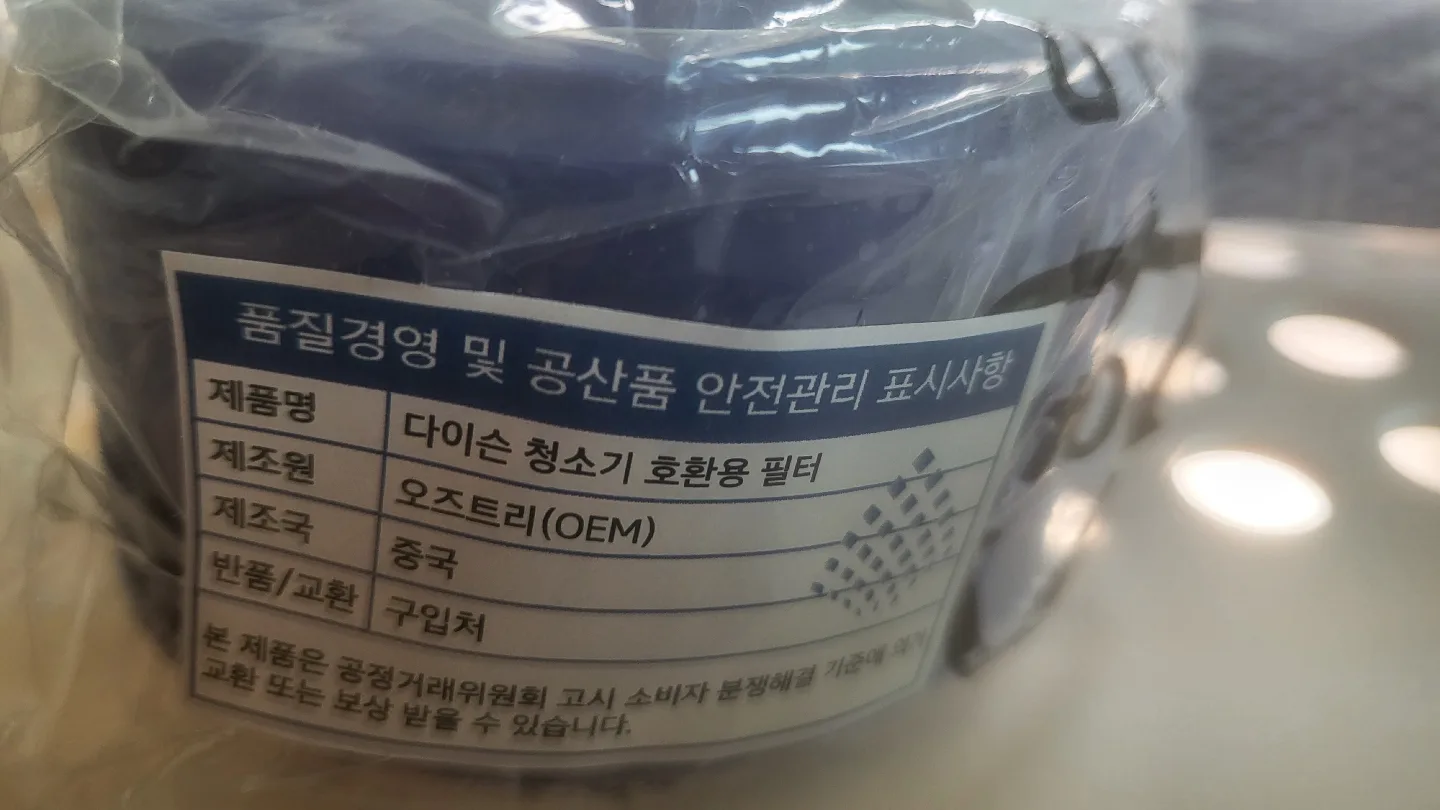 품질경영 및 공산품 안전관리 표시사항
제품명 다이슨 청소기 호환용 필터
제조원 오즈트리(OEM)
제조국 중국
반품/교환 구입처
본 제품은 공정거래위원회 고시 소비자 분쟁해결 기준에 의거
교환 또는 보상 받을 수 있습니다.